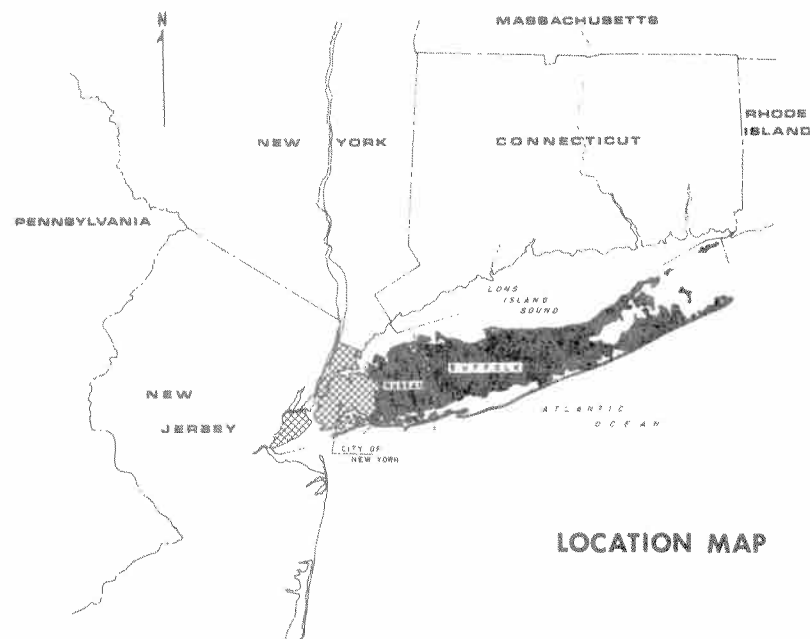 N
MASSACHUSETTS
RHODE
ISLAND
NEW YORK
CONNECTICUT
PENNSYLVANIA
LONG
ISLAND
SOUND
SUFFOLK
NASSAU
NEW
JERSEY
ATLANTIC
OCEAN
CITY OF
NEW YORK
LOCATION MAP